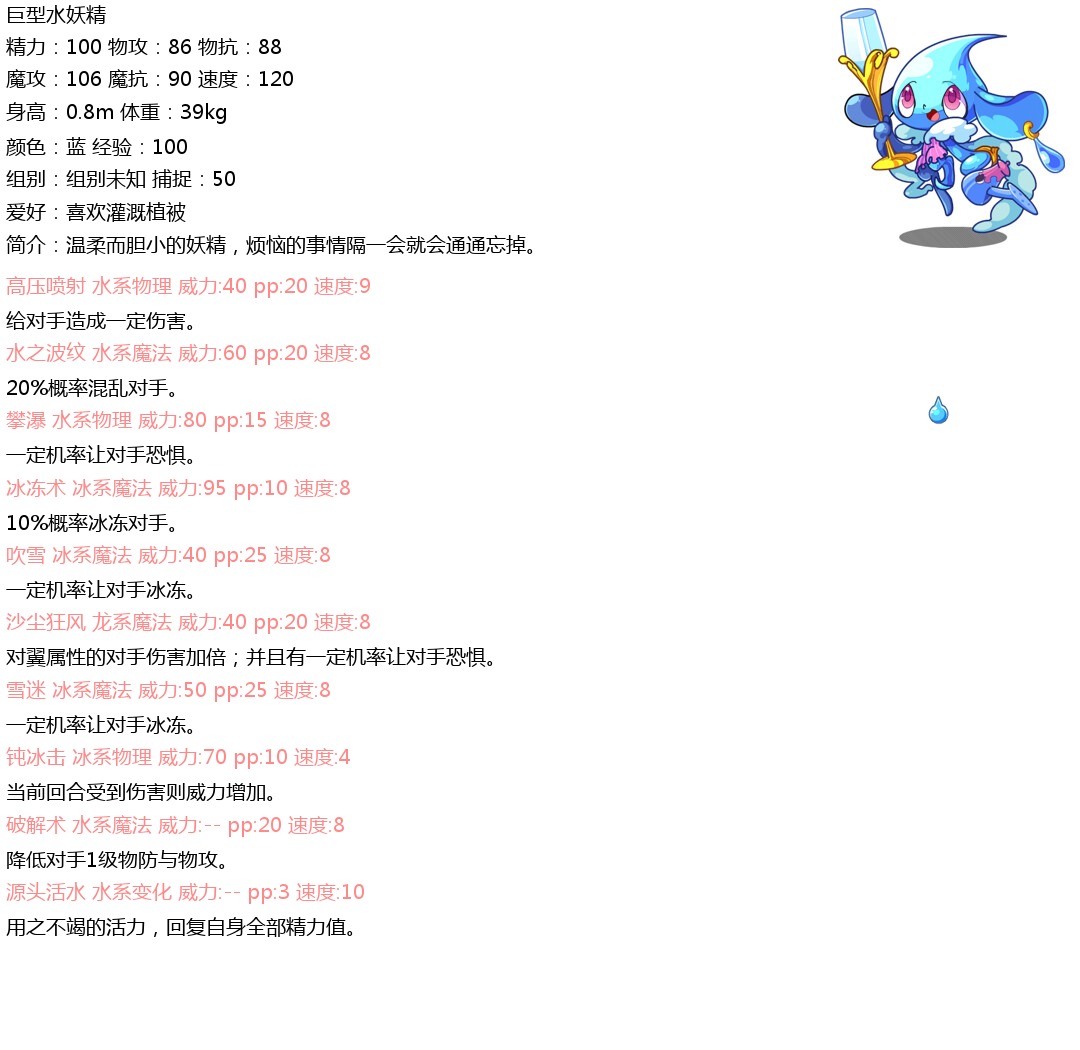 巨型水妖精
精力：100 物攻：86 物抗：88
魔攻：106 魔抗：90 速度：120
身高：0.8m 体重：39kg
颜色：蓝 经验：100
组别：组别未知 捕捉：50
爱好：喜欢灌溉植被
简介：温柔而胆小的妖精，烦恼的事情隔一会就会通通忘掉。
高压喷射 水系物理 威力:40 pp:20 速度:9
给对手造成一定伤害。
水之波纹 水系魔法 威力:60 pp:20 速度:8
20%概率混乱对手。
攀瀑 水系物理 威力:80 pp:15 速度:8
一定机率让对手恐惧。
冰冻术 冰系魔法 威力:95 pp:10 速度:8
10%概率冰冻对手。
吹雪 冰系魔法 威力:40 pp:25 速度:8
一定机率让对手冰冻。
沙尘狂风 龙系魔法 威力:40 pp:20 速度:8
对翼属性的对手伤害加倍；并且有一定机率让对手恐惧。
雪迷 冰系魔法 威力:50 pp:25 速度:8
一定机率让对手冰冻。
钝冰击 冰系物理 威力:70 pp:10 速度:4
当前回合受到伤害则威力增加。
破解术 水系魔法 威力:-- pp:20 速度:8
降低对手1级物防与物攻。
源头活水 水系变化 威力:-- pp:3 速度:10
用之不竭的活力，回复自身全部精力值。